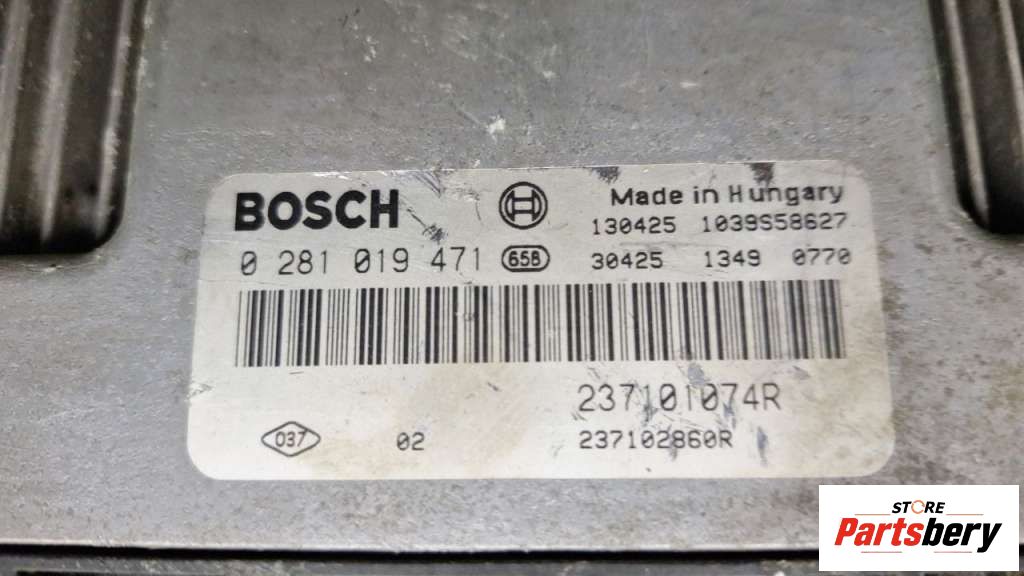 BOSCH
Made in Hungary
130425 1039S58627
0 281 019 471 65B 30425 1349 0770
237101074R
037 02 237102860R
STORE
Partsbery